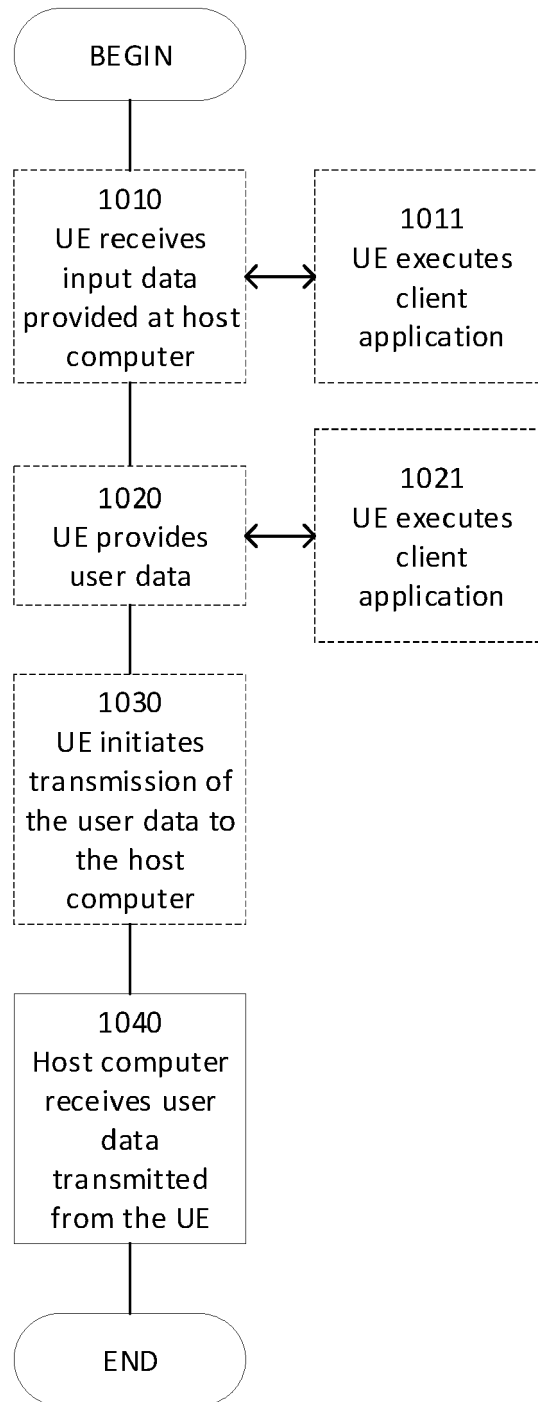 BEGIN
1010
UE receives
input data
provided at host
computer
1011
UE executes
client
application
1020
UE provides
user data
1021
UE executes
client
application
1030
UE initiates
transmission of
the user data to
the host
computer
1040
Host computer
receives user
data
transmitted
from the UE
END